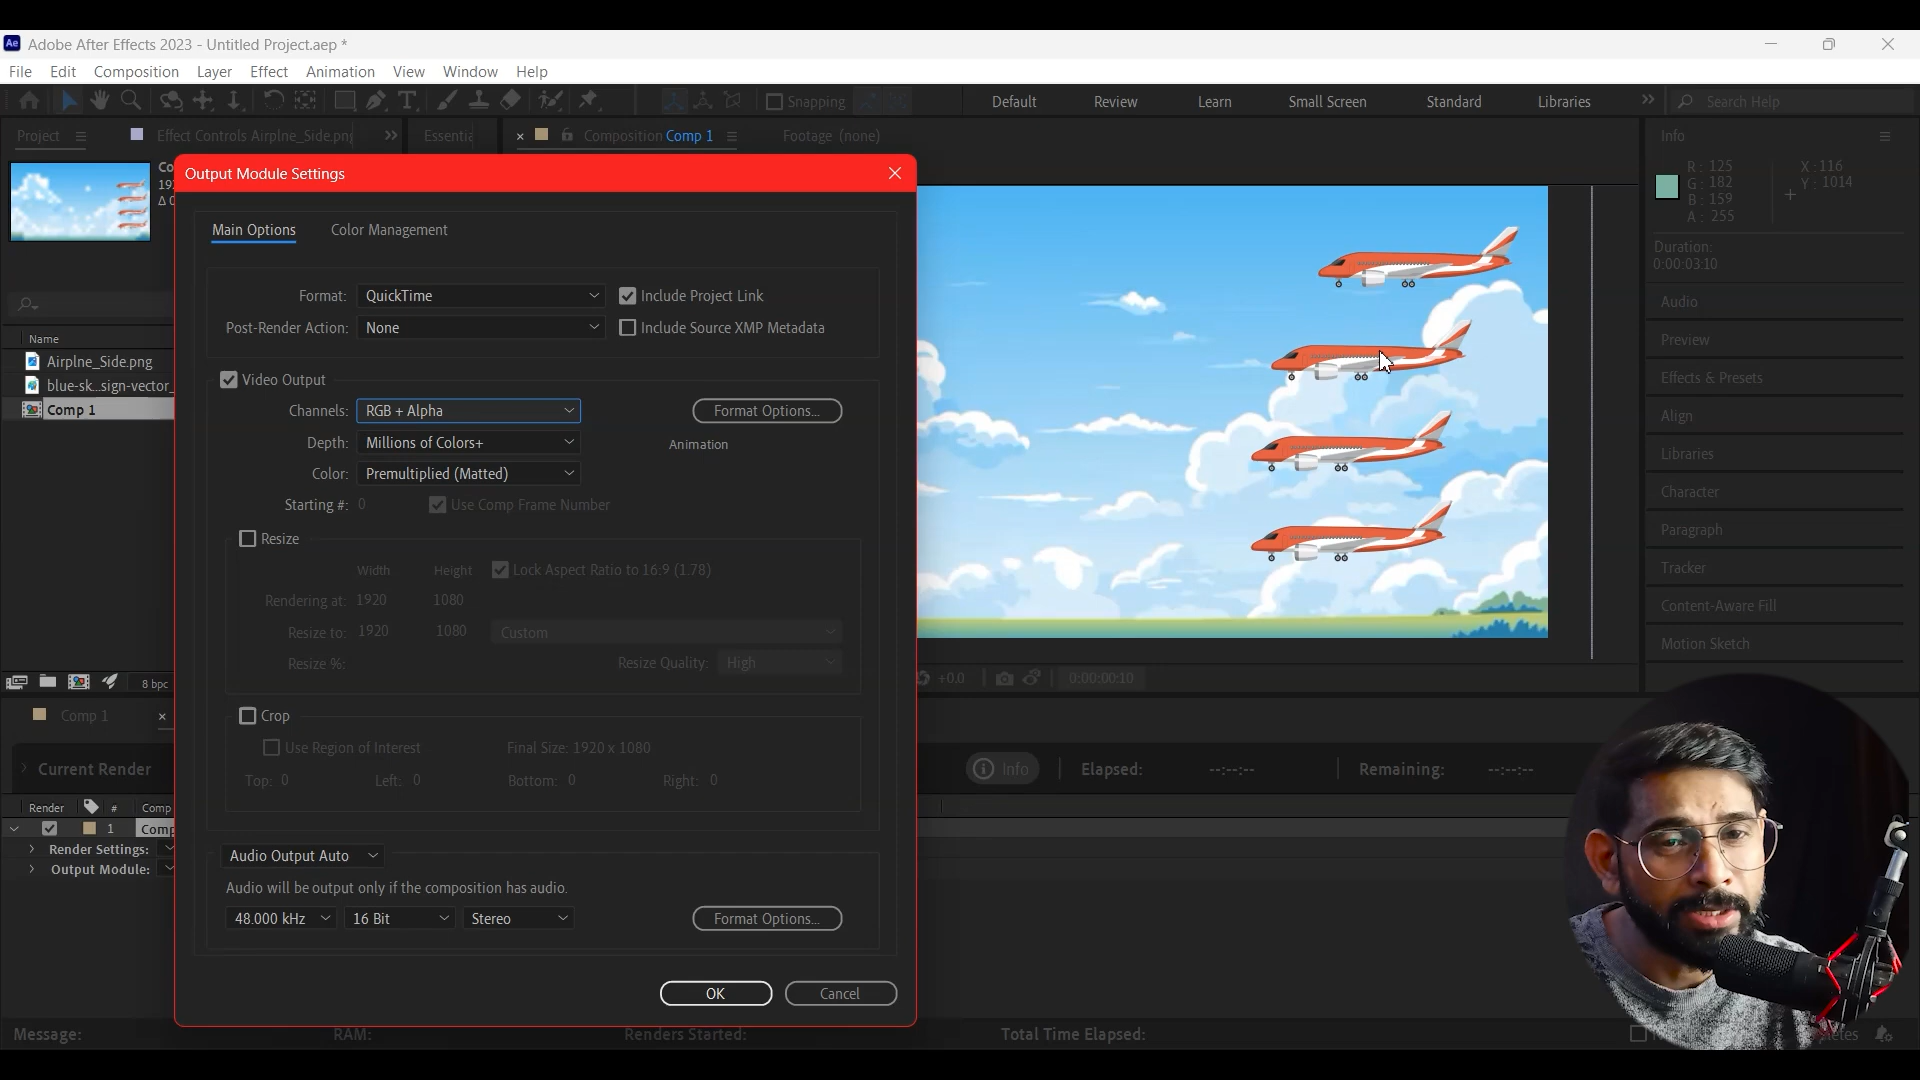 Ae Adobe After Effects 2023 - Untitled Project.aep *
File Edit Composition Layer Effect Animation View Window Help
Snapping Default Review Learn Small Screen Standard Libraries Search Help
Project Effect Controls Airplne_Side.png Composition Comp 1 Footage (none) Info
R: 125 X: 116
G: 182 Y: 1014
B: 159
A: 255
Duration:
0:00:03:10
Audio
Preview
Effects & Presets
Align
Libraries
Character
Paragraph
Tracker
Content-Aware Fill
Motion Sketch
Name
Airplne_Side.png
blue-sk...sign-vector_
Comp 1
8 bpc
Output Module Settings
Main Options Color Management
Format: QuickTime Include Project Link
Post-Render Action: None Include Source XMP Metadata
Video Output
Channels: RGB + Alpha Format Options...
Depth: Millions of Colors+ Animation
Color: Premultiplied (Matted)
Starting #: 0 Use Comp Frame Number
Resize
Width Height Lock Aspect Ratio to 16:9 (1.78)
Rendering at: 1920 1080
Resize to: 1920 1080 Custom
Resize %: Resize Quality: High
Crop
Use Region of Interest Final Size: 1920 x 1080
Top: 0 Left: 0 Bottom: 0 Right: 0
Audio Output Auto
Audio will be output only if the composition has audio.
48.000 kHz 16 Bit Stereo Format Options...
OK Cancel
+0.0 0:00:00:10
Comp 1
Current Render Info Elapsed: --:--:-- Remaining: --:--:--
Render # Comp
1 Comp
Render Settings:
Output Module:
Message: RAM: Renders Started: Total Time Elapsed: